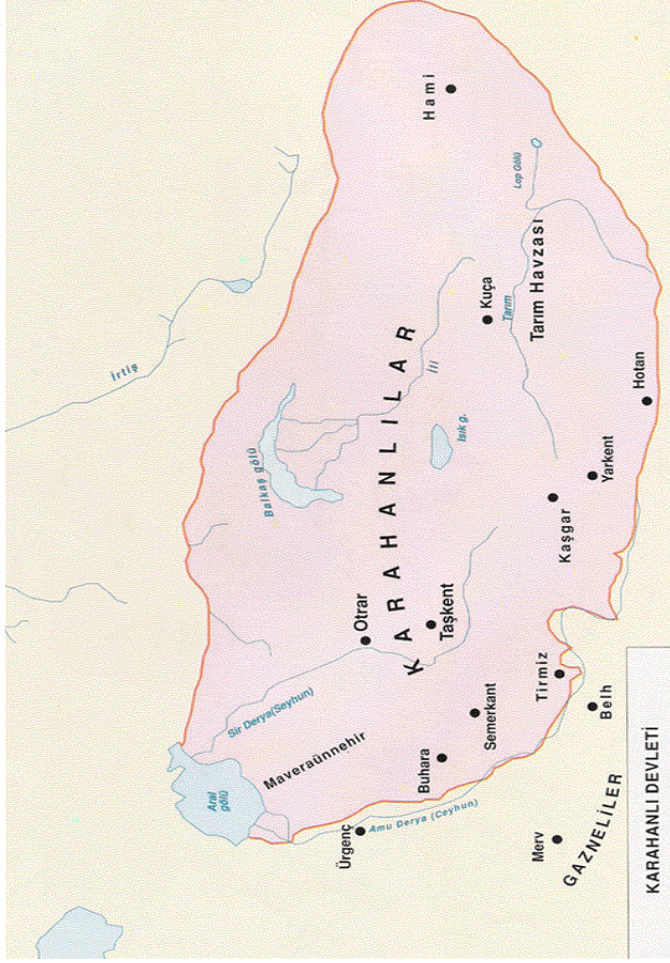 İrtiş
Balkaş gölü
Hami
Lop Gölü
KARAHANLILAR
İli
Isık g.
Kuça
Tarım
Tarım Havzası
Aral
gölü
Sir Derya(Seyhun)
Otrar
Taşkent
Maveraünnehir
Kaşgar
Yarkent
Hotan
Ürgenç
Amu Derya (Ceyhun)
Buhara
Semerkant
Tirmiz
Belh
Merv
GAZNELİLER
KARAHANLI DEVLETİ